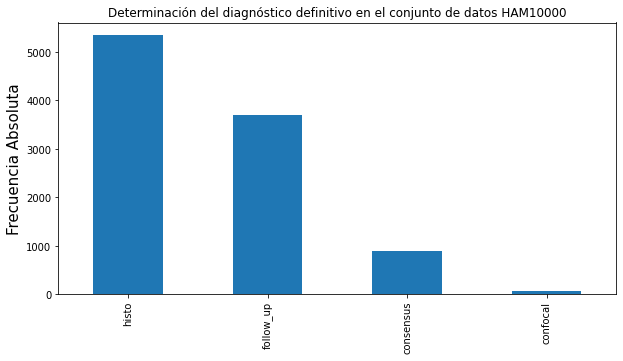 Determinación del diagnóstico definitivo en el conjunto de datos HAM10000
Frecuencia Absoluta
5000
4000
3000
2000
1000
0
histo
follow_up
consensus
confocal